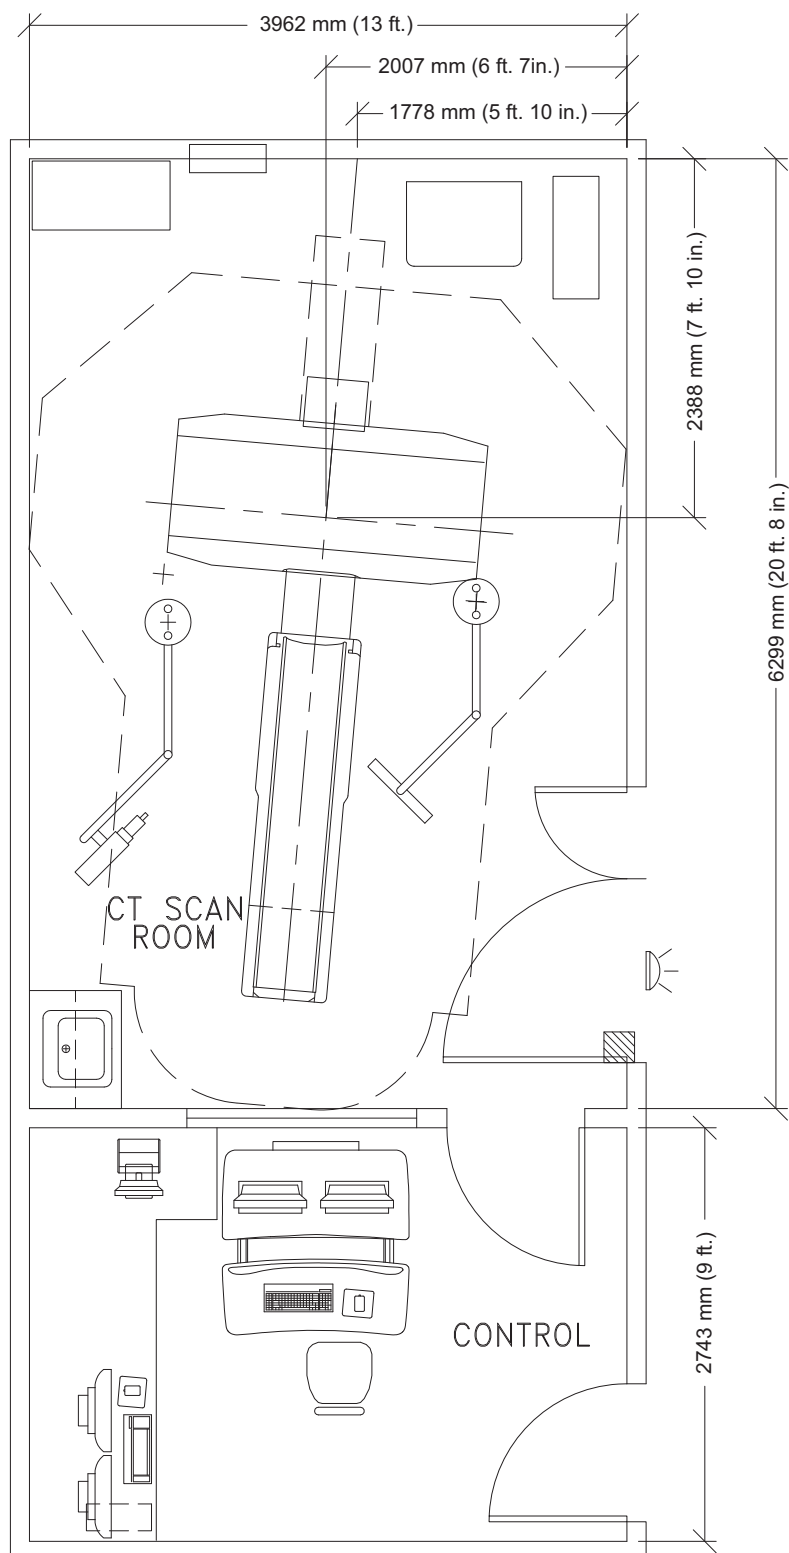 3962 mm (13 ft.)
2007 mm (6 ft. 7in.)
1778 mm (5 ft. 10 in.)
2388 mm (7 ft. 10 in.)
6299 mm (20 ft. 8 in.)
CT SCAN
ROOM
2743 mm (9 ft.)
CONTROL